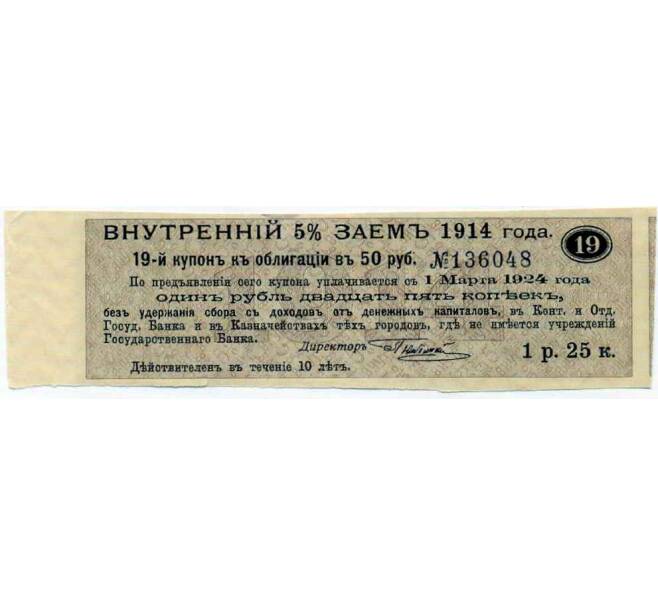 ВНУТРЕННІЙ 5% ЗАЕМЪ 1914 года.
19
19-й купонъ къ облигаціи въ 50 руб. №136048
По предъявленіи сего купона уплачивается съ 1 Марта 1924 года
ОДИНЪ РУБЛЬ ДВАДЦАТЬ ПЯТЬ КОПѢЕКЪ,
безъ удержанія сбора съ доходовъ отъ денежныхъ капиталовъ, въ Конт. и Отд.
Госуд. Банка и въ Казначействахъ тѣхъ городовъ, гдѣ не имѣется учрежденій
Государственнаго Банка.
Директоръ
1 р. 25 к.
Дѣйствителенъ въ теченіе 10 лѣтъ.